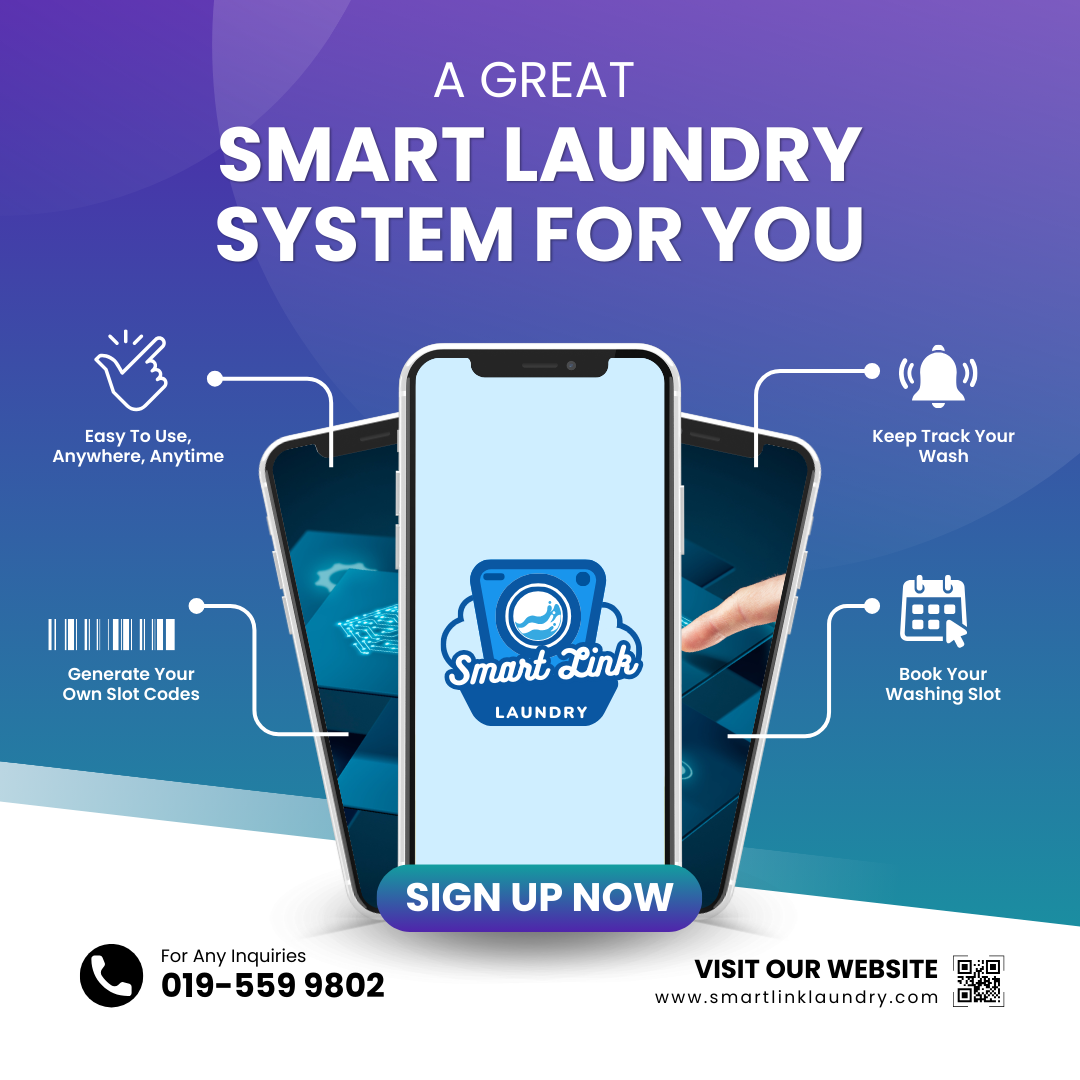 A GREAT
SMART LAUNDRY
SYSTEM FOR YOU
Easy To Use,
Anywhere, Anytime
Keep Track Your
Wash
Generate Your
Own Slot Codes
Book Your
Washing Slot
Smart Link
LAUNDRY
SIGN UP NOW
For Any Inquiries
019-559 9802
VISIT OUR WEBSITE
www.smartlinklaundry.com